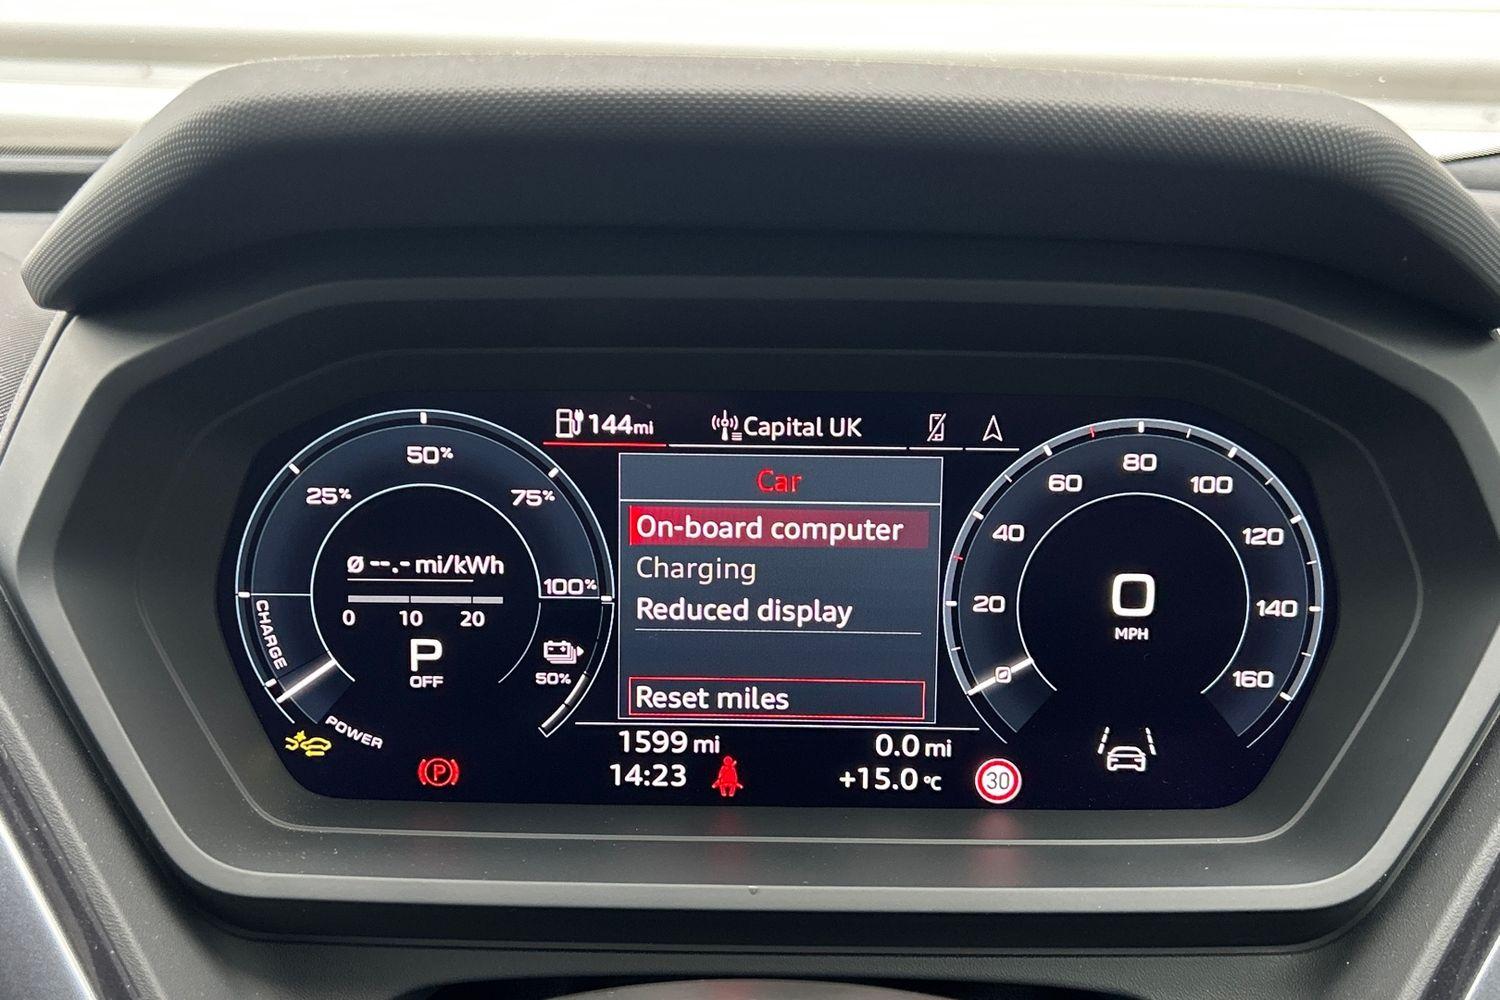 144mi
Capital UK
Car
On-board computer
Charging
Reduced display
Reset miles
1599 mi
0.0 mi
14:23
+15.0 °C
30
25%
50%
75%
100%
CHARGE
POWER
ø --.- mi/kWh
0 10 20
P
OFF
50%
P
0
20
40
60
80
100
120
140
160
0
MPH